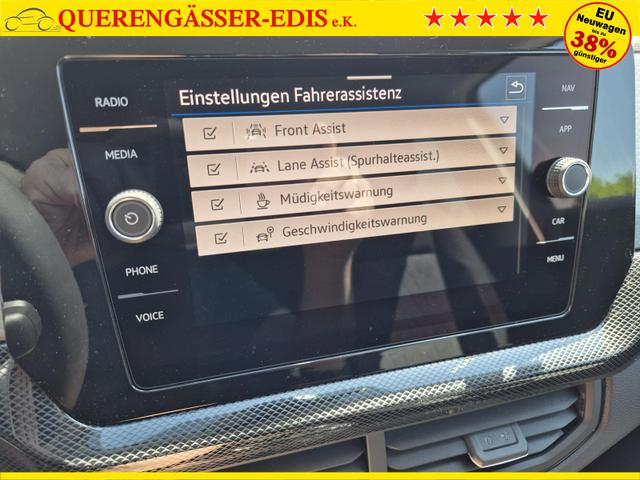 QUERENGÄSSER-EDIS e.K.
EU
Neuwagen
bis zu
38%
günstiger
RADIO
MEDIA
PHONE
VOICE
Einstellungen Fahrerassistenz
Front Assist
Lane Assist (Spurhalteassist.)
Müdigkeitswarnung
Geschwindigkeitswarnung
NAV
APP
CAR
MENU